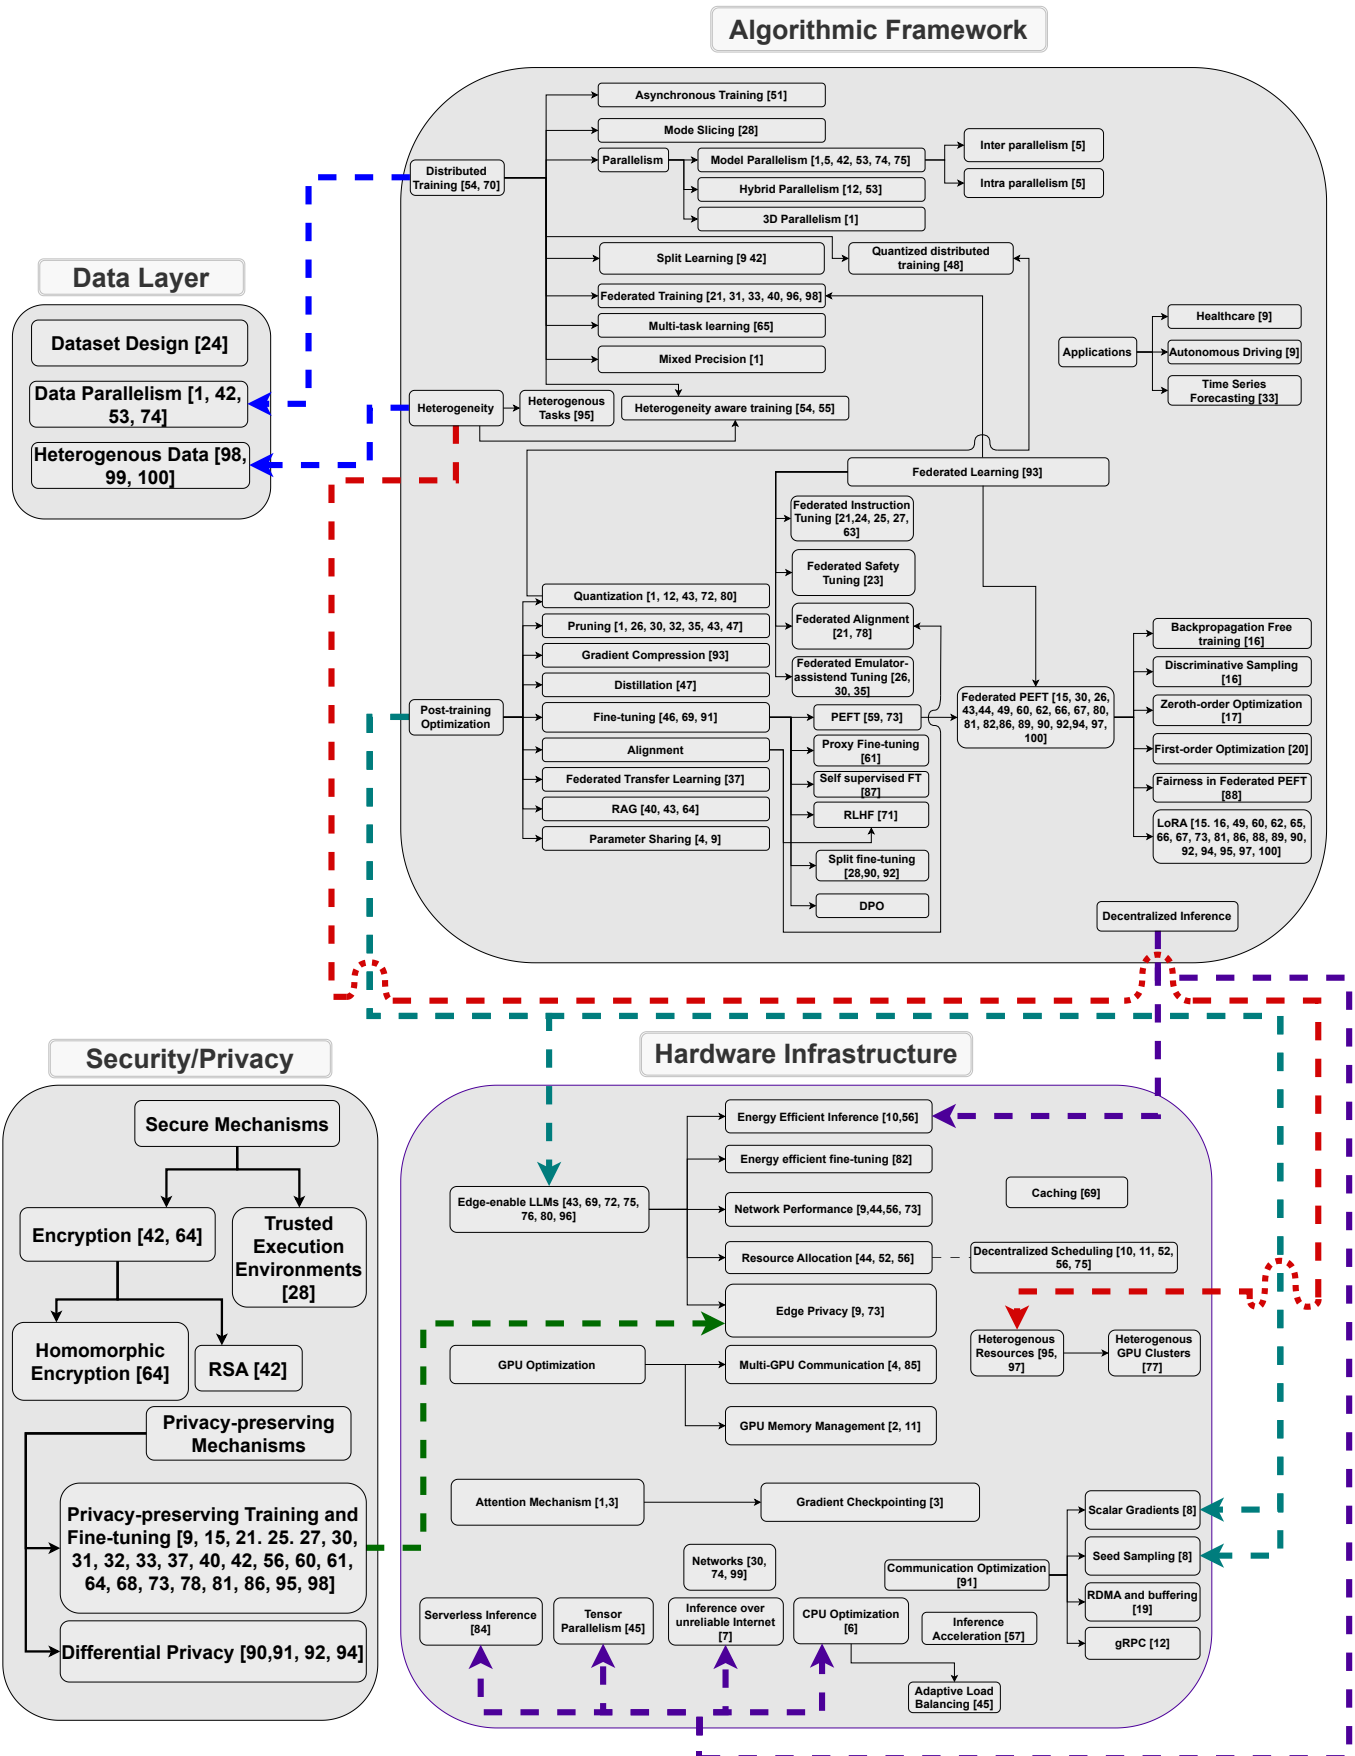 Algorithmic Framework
Asynchronous Training [51]
Mode Slicing [28]
Parallelism
Model Parallelism [1,5, 42, 53, 74, 75]
Inter parallelism [5]
Intra parallelism [5]
Distributed
Training [54, 70]
Hybrid Parallelism [12, 53]
3D Parallelism [1]
Split Learning [9 42]
Quantized distributed
training [48]
Federated Training [21, 31, 33, 40, 96, 98]
Multi-task learning [65]
Mixed Precision [1]
Applications
Healthcare [9]
Autonomous Driving [9]
Time Series
Forecasting [33]
Heterogeneity
Heterogenous
Tasks [95]
Heterogeneity aware training [54, 55]
Federated Learning [93]
Federated Instruction
Tuning [21,24, 25, 27,
63]
Federated Safety
Tuning [23]
Federated Alignment
[21, 78]
Federated Emulator-
assistend Tuning [26,
30, 35]
Quantization [1, 12, 43, 72, 80]
Pruning [1, 26, 30, 32, 35, 43, 47]
Gradient Compression [93]
Distillation [47]
Post-training
Optimization
Fine-tuning [46, 69, 91]
Alignment
Federated Transfer Learning [37]
RAG [40, 43, 64]
Parameter Sharing [4, 9]
PEFT [59, 73]
Proxy Fine-tuning
[61]
Self supervised FT
[87]
RLHF [71]
Split fine-tuning
[28,90, 92]
DPO
Federated PEFT [15, 30, 26,
43,44, 49, 60, 62, 66, 67, 80,
81, 82,86, 89, 90, 92,94, 97,
100]
Backpropagation Free
training [16]
Discriminative Sampling
[16]
Zeroth-order Optimization
[17]
First-order Optimization [20]
Fairness in Federated PEFT
[88]
LoRA [15. 16, 49, 60, 62, 65,
66, 67, 73, 81, 86, 88, 89, 90,
92, 94, 95, 97, 100]
Decentralized Inference
Data Layer
Dataset Design [24]
Data Parallelism [1, 42,
53, 74]
Heterogenous Data [98,
99, 100]
Security/Privacy
Secure Mechanisms
Encryption [42, 64]
Trusted
Execution
Environments
[28]
Homomorphic
Encryption [64]
RSA [42]
Privacy-preserving
Mechanisms
Privacy-preserving Training and
Fine-tuning [9, 15, 21. 25. 27, 30,
31, 32, 33, 37, 40, 42, 56, 60, 61,
64, 68, 73, 78, 81, 86, 95, 98]
Differential Privacy [90,91, 92, 94]
Hardware Infrastructure
Energy Efficient Inference [10,56]
Energy efficient fine-tuning [82]
Edge-enable LLMs [43, 69, 72, 75,
76, 80, 96]
Network Performance [9,44,56, 73]
Caching [69]
Resource Allocation [44, 52, 56]
Decentralized Scheduling [10, 11, 52,
56, 75]
Edge Privacy [9, 73]
Heterogenous
Resources [95,
97]
Heterogenous
GPU Clusters
[77]
GPU Optimization
Multi-GPU Communication [4, 85]
GPU Memory Management [2, 11]
Attention Mechanism [1,3]
Gradient Checkpointing [3]
Scalar Gradients [8]
Seed Sampling [8]
Communication Optimization
[91]
RDMA and buffering
[19]
gRPC [12]
Networks [30,
74, 99]
Serverless Inference
[84]
Tensor
Parallelism [45]
Inference over
unreliable Internet
[7]
CPU Optimization
[6]
Inference
Acceleration [57]
Adaptive Load
Balancing [45]